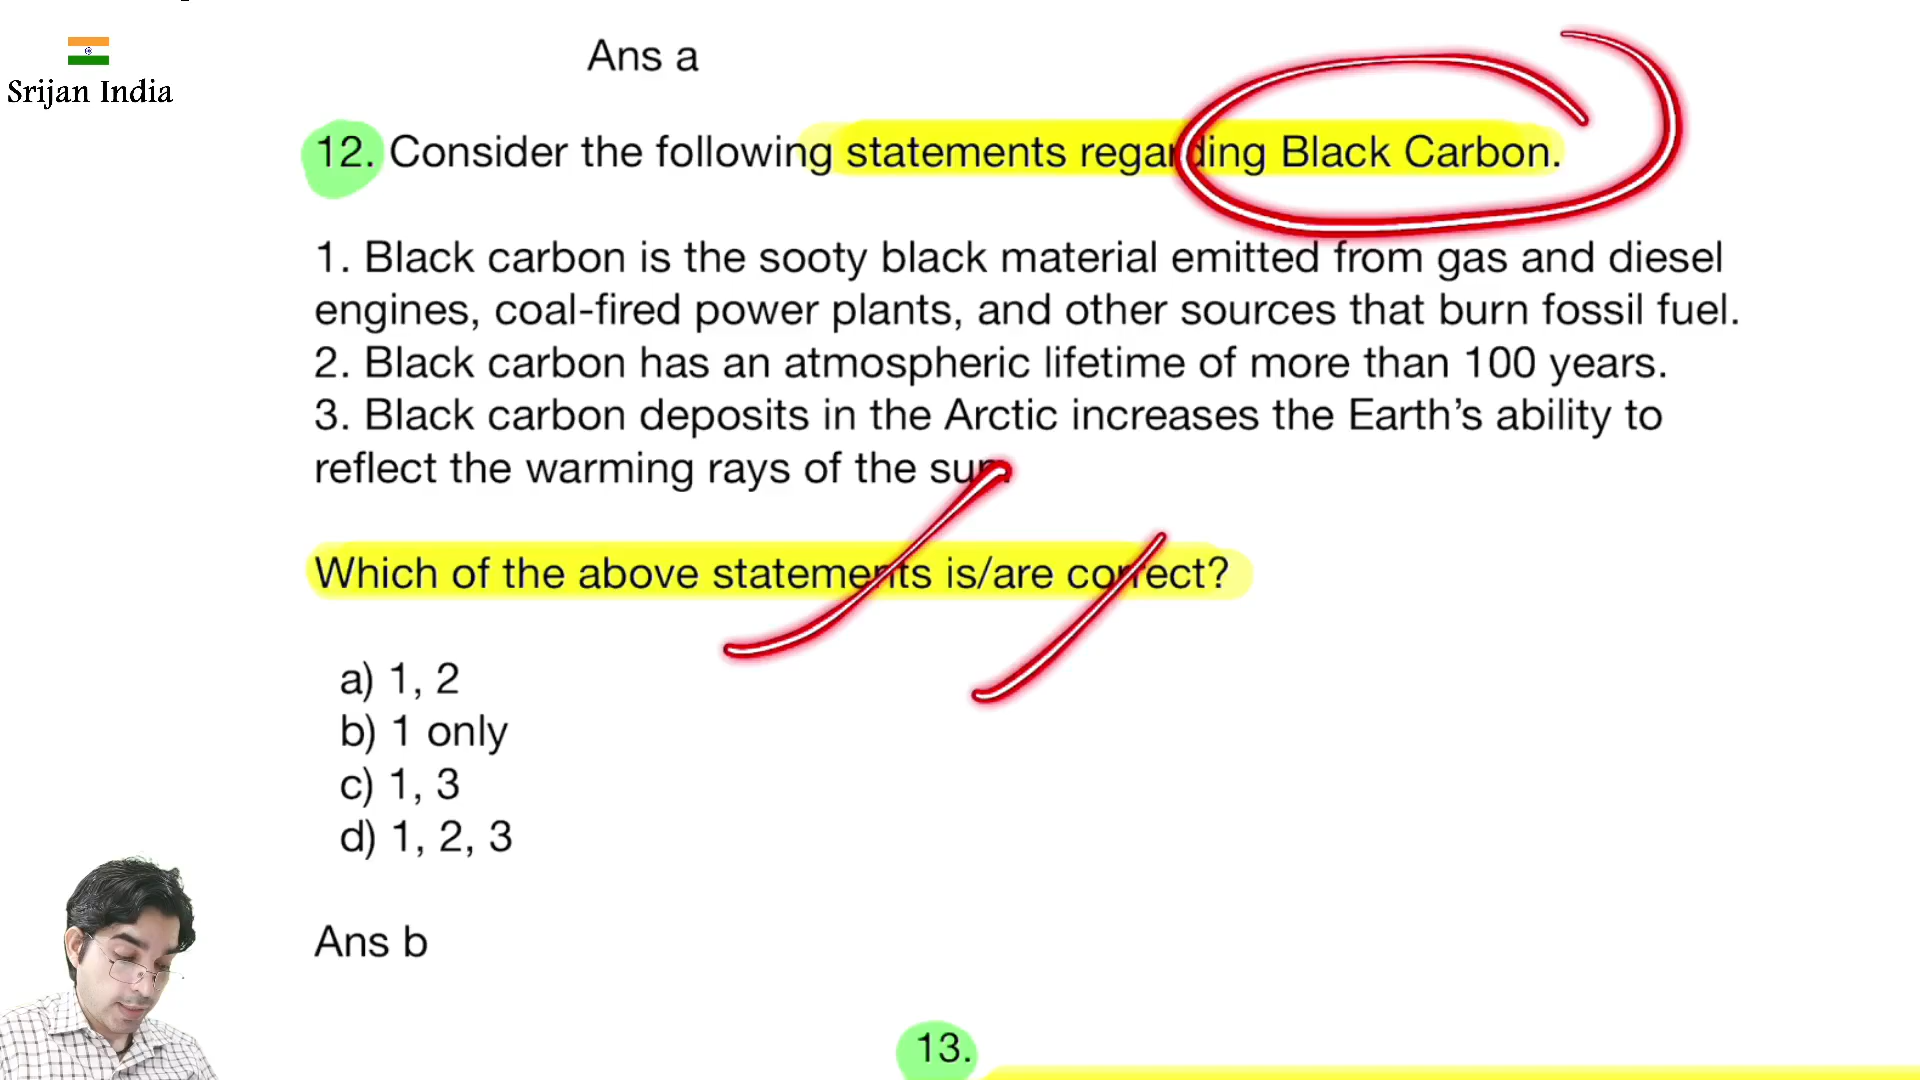 Ans a
Srijan India
12. Consider the following statements regarding Black Carbon.
1. Black carbon is the sooty black material emitted from gas and diesel
engines, coal-fired power plants, and other sources that burn fossil fuel.
2. Black carbon has an atmospheric lifetime of more than 100 years.
3. Black carbon deposits in the Arctic increases the Earth’s ability to
reflect the warming rays of the sun.
Which of the above statements is/are correct?
a) 1, 2
b) 1 only
c) 1, 3
d) 1, 2, 3
Ans b
13.